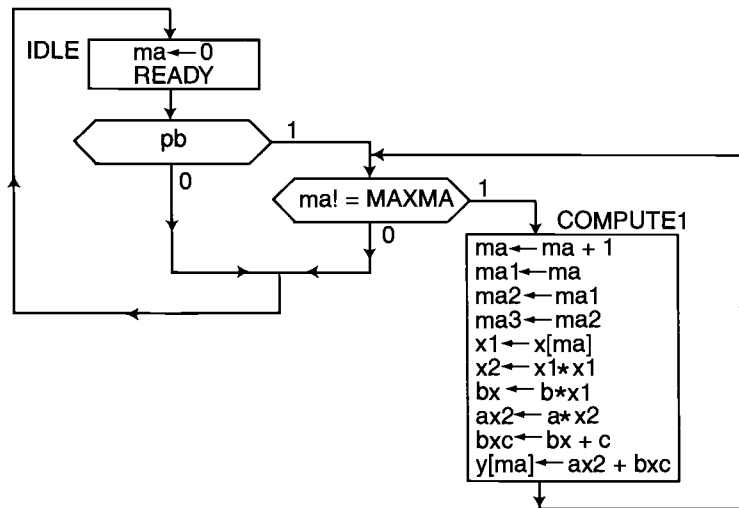 IDLE
ma ← 0
READY
pb
1
0
ma! = MAXMA
1
0
COMPUTE1
ma ← ma + 1
ma1 ← ma
ma2 ← ma1
ma3 ← ma2
x1 ← x[ma]
x2 ← x1*x1
bx ← b*x1
ax2 ← a*x2
bxc ← bx + c
y[ma] ← ax2 + bxc